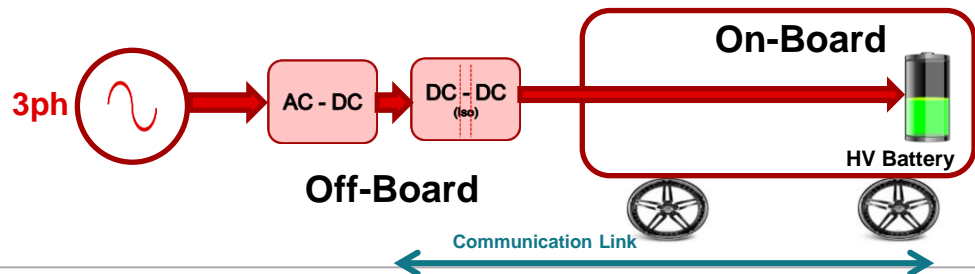 On-Board
3ph
AC - DC
DC - DC
(iso)
HV Battery
Off-Board
Communication Link